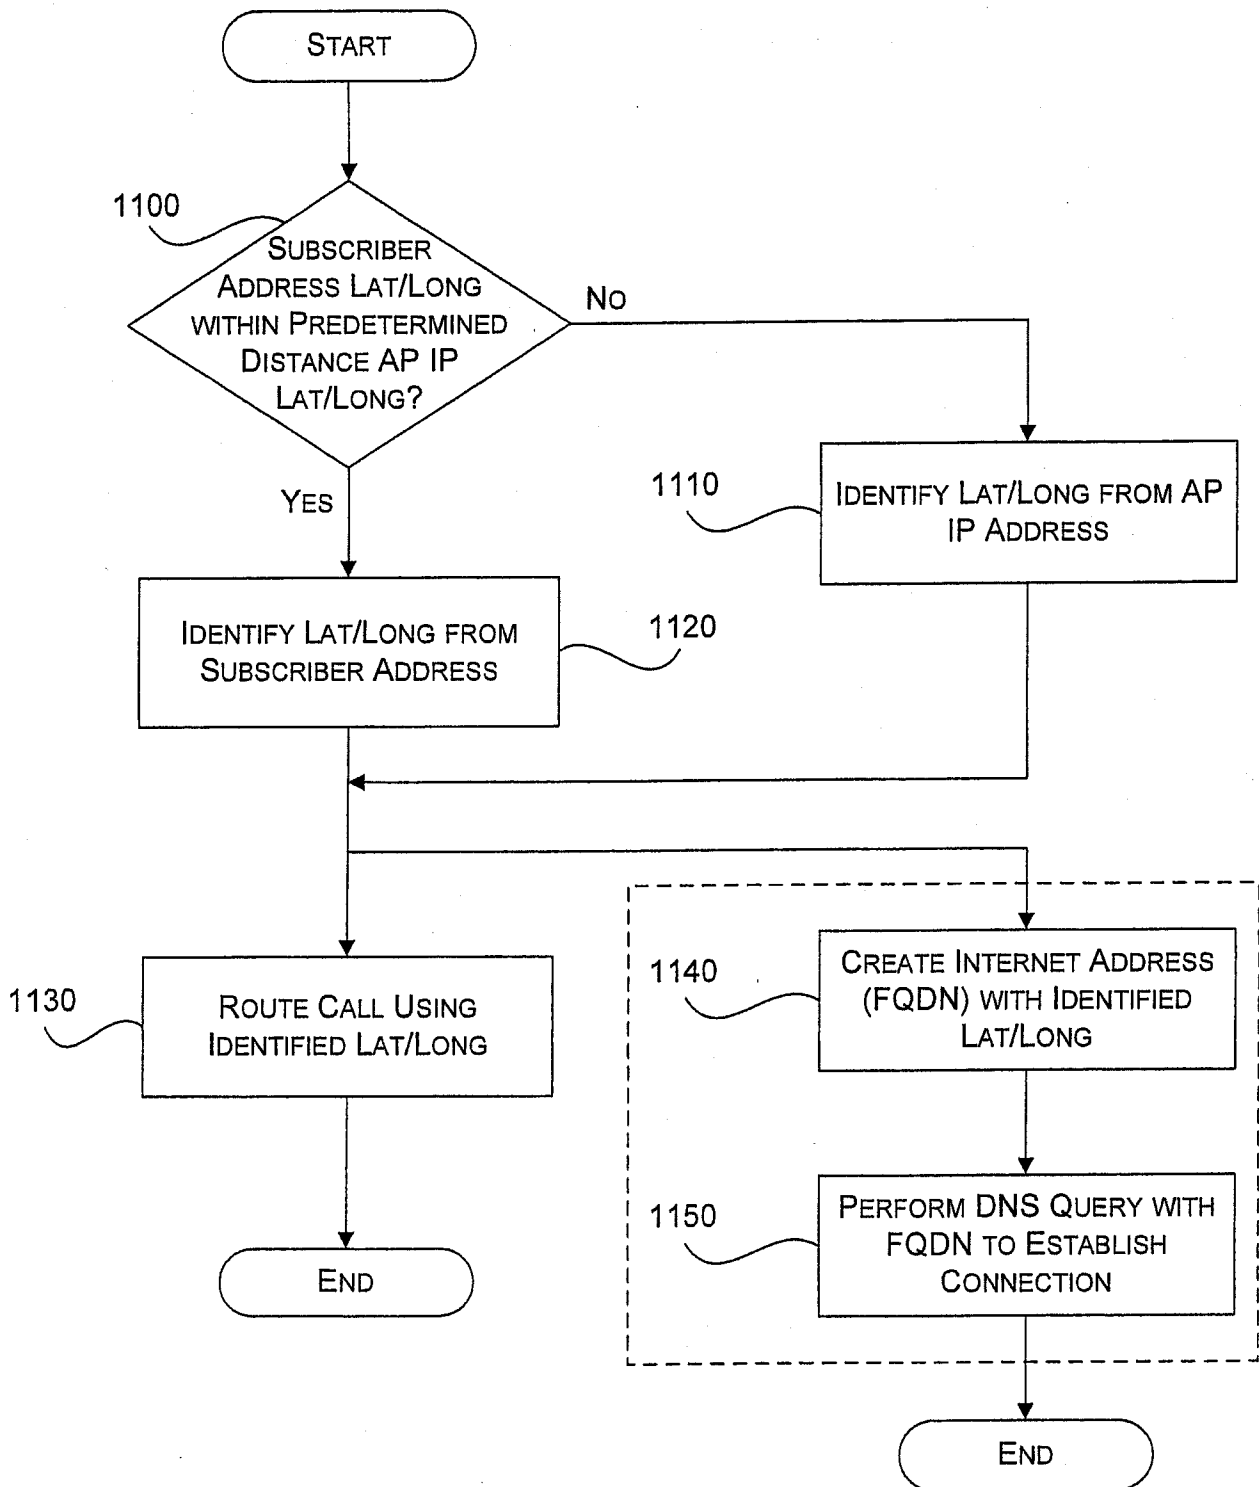 START
1100
SUBSCRIBER
ADDRESS LAT/LONG
WITHIN PREDETERMINED
DISTANCE AP IP
LAT/LONG?
NO
YES
1110
IDENTIFY LAT/LONG FROM AP
IP ADDRESS
IDENTIFY LAT/LONG FROM
SUBSCRIBER ADDRESS
1120
1130
ROUTE CALL USING
IDENTIFIED LAT/LONG
END
1140
CREATE INTERNET ADDRESS
(FQDN) WITH IDENTIFIED
LAT/LONG
1150
PERFORM DNS QUERY WITH
FQDN TO ESTABLISH
CONNECTION
END